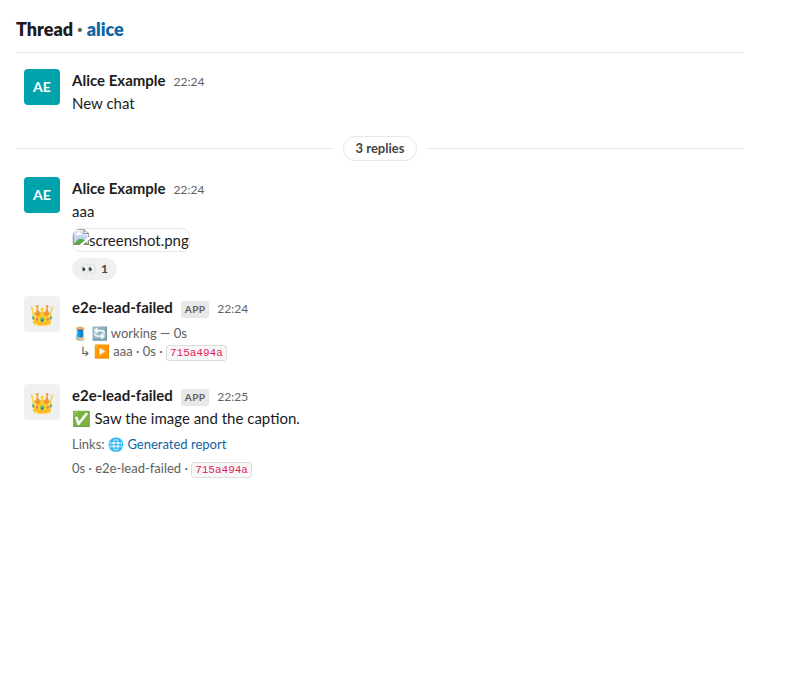 Thread • alice
AE
Alice Example 22:24
New chat
3 replies
AE
Alice Example 22:24
aaa
screenshot.png
👀 1
e2e-lead-failed APP 22:24
🧵 🔄 working — 0s
↳ ▶️ aaa · 0s · 715a494a
e2e-lead-failed APP 22:25
✅ Saw the image and the caption.
Links: 🌐 Generated report
0s · e2e-lead-failed · 715a494a